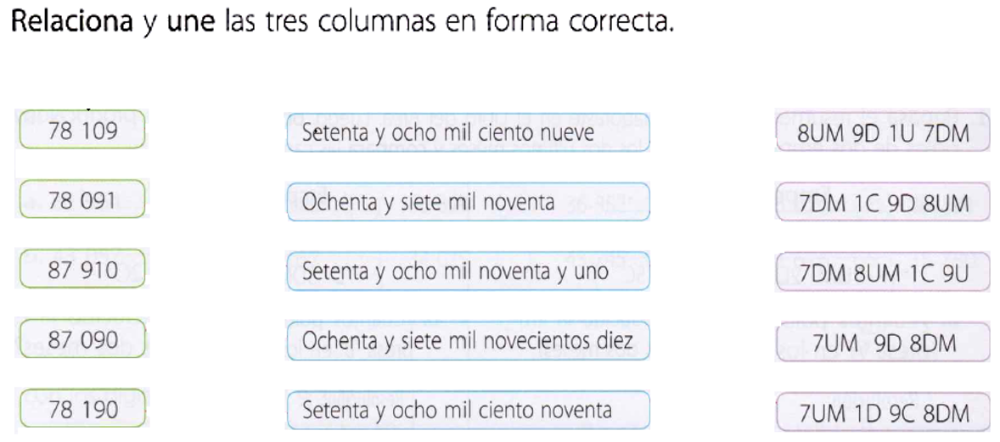 Relaciona y une las tres columnas en forma correcta.
78 109 Setenta y ocho mil ciento nueve 8UM 9D 1U 7DM
78 091 Ochenta y siete mil noventa 7DM 1C 9D 8UM
87 910 Setenta y ocho mil noventa y uno 7DM 8UM 1C 9U
87 090 Ochenta y siete mil novecientos diez 7UM 9D 8DM
78 190 Setenta y ocho mil ciento noventa 7UM 1D 9C 8DM